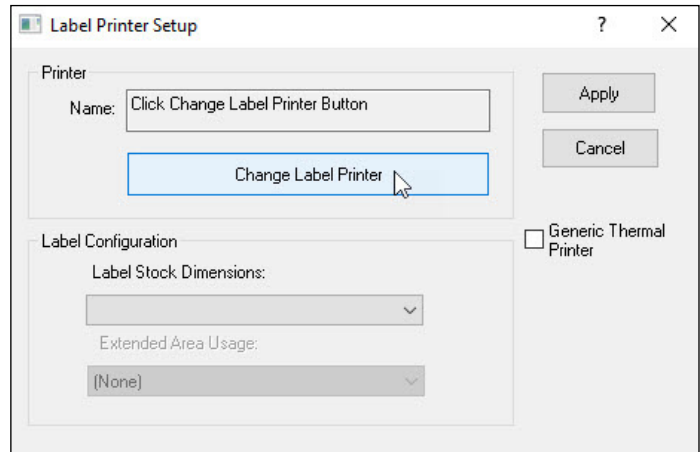 Label Printer Setup
?
Printer
Name:
Click Change Label Printer Button
Change Label Printer
Apply
Cancel
Generic Thermal
Printer
Label Configuration
Label Stock Dimensions:
Extended Area Usage:
(None)